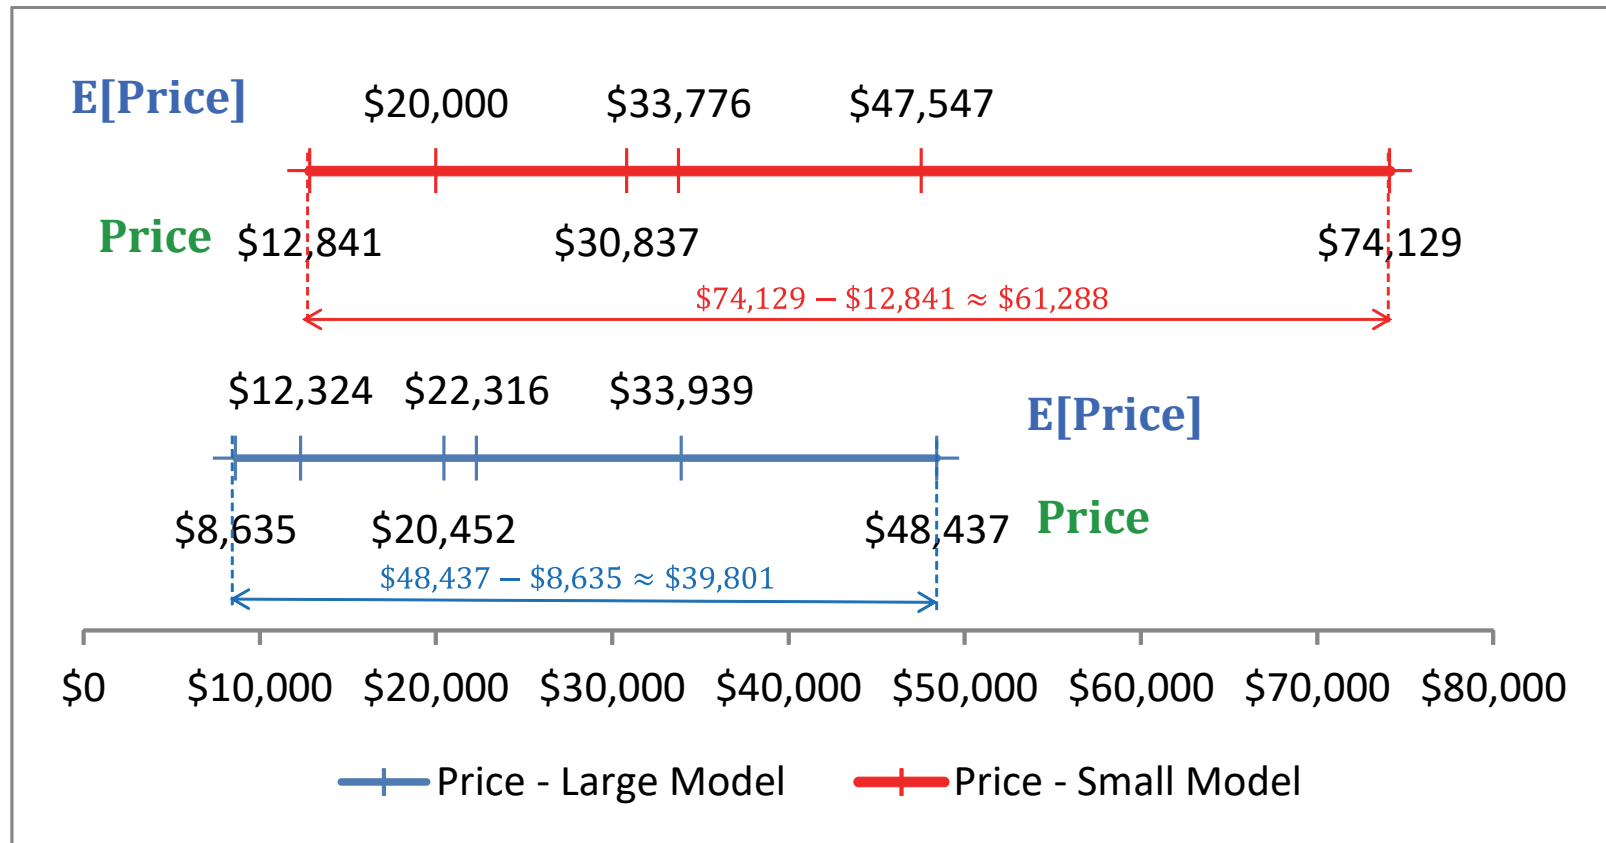 E[Price] $20,000 $33,776 $47,547
Price $12,841 $30,837 $74,129
$74,129 − $12,841 ≈ $61,288
$12,324 $22,316 $33,939 E[Price]
$8,635 $20,452 $48,437 Price
$48,437 − $8,635 ≈ $39,801
$0 $10,000 $20,000 $30,000 $40,000 $50,000 $60,000 $70,000 $80,000
Price - Large Model Price - Small Model